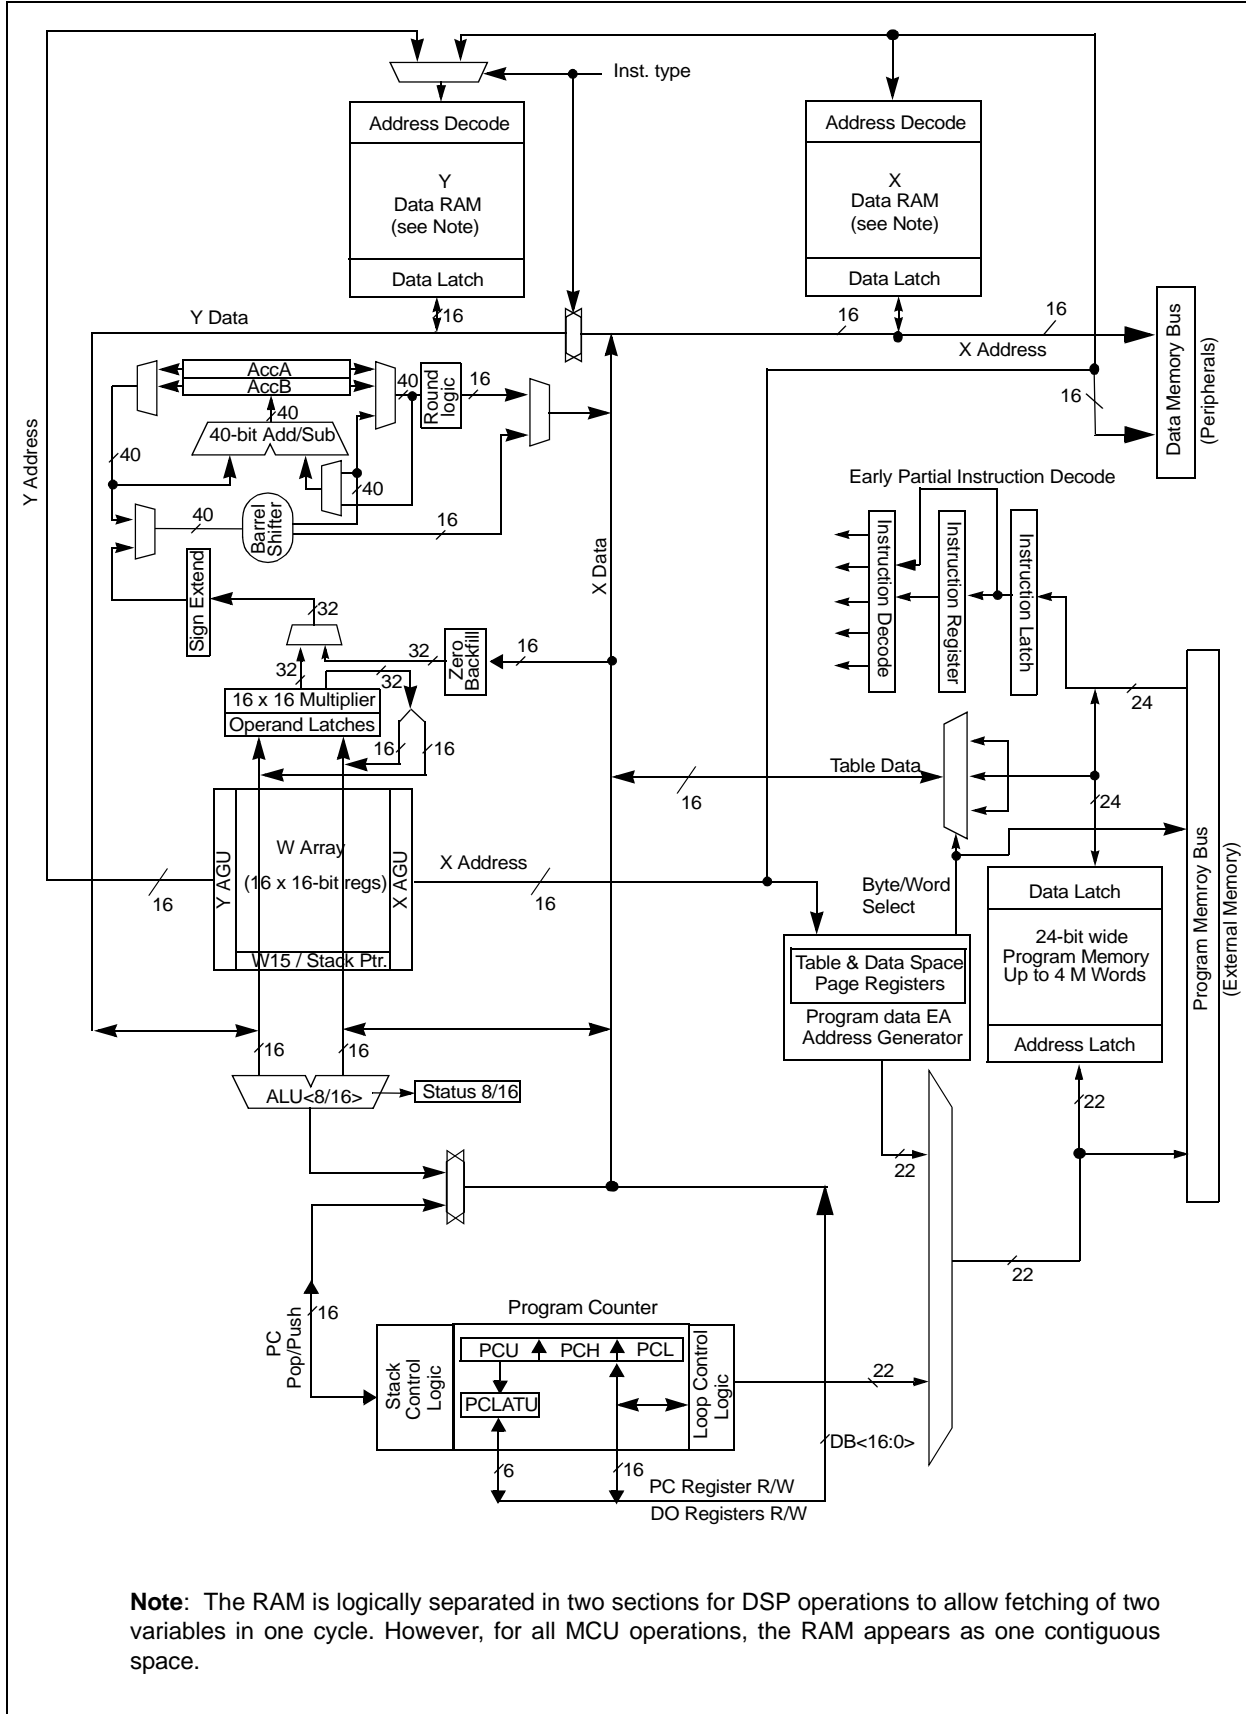 Inst. type
Address Decode
Y
Data RAM
(see Note)
Data Latch
Address Decode
X
Data RAM
(see Note)
Data Latch
16
Y Data
16
16
X Address
16
Data Memory Bus
(Peripherals)
Y Address
AccA
AccB
40
Round
logic
16
40
40-bit Add/Sub
40
40
40
Barrel
Shifter
16
Sign Extend
X Data
Early Partial Instruction Decode
Instruction Decode
Instruction Register
Instruction Latch
32
32
Zero
Backfill
16
32
32
16 x 16 Multiplier
Operand Latches
16
16
24
Table Data
16
24
W Array
(16 x 16-bit regs)
Y AGU
X AGU
W15 / Stack Ptr.
16
X Address
16
Byte/Word
Select
Data Latch
24-bit wide
Program Memory
Up to 4 M Words
Address Latch
Program Memroy Bus
(External Memory)
Table & Data Space
Page Registers
Program data EA
Address Generator
16
16
ALU<8/16>
Status 8/16
22
22
22
PC
Pop/Push
16
Program Counter
Stack
Control
Logic
PCU
PCH
PCL
PCLATU
Loop Control
Logic
22
DB<16:0>
6
16
PC Register R/W
DO Registers R/W
Note: The RAM is logically separated in two sections for DSP operations to allow fetching of two
variables in one cycle. However, for all MCU operations, the RAM appears as one contiguous
space.